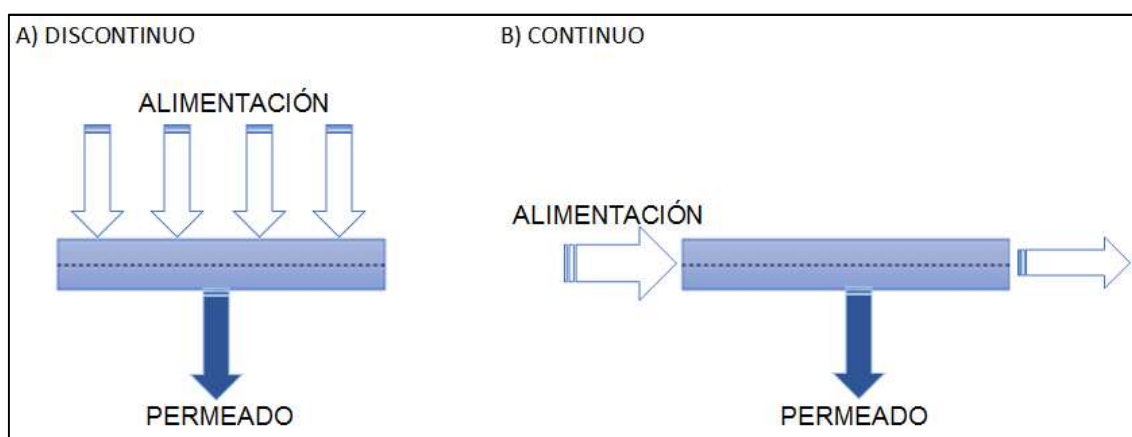 A) DISCONTINUO
ALIMENTACIÓN
PERMEADO
B) CONTINUO
ALIMENTACIÓN
PERMEADO